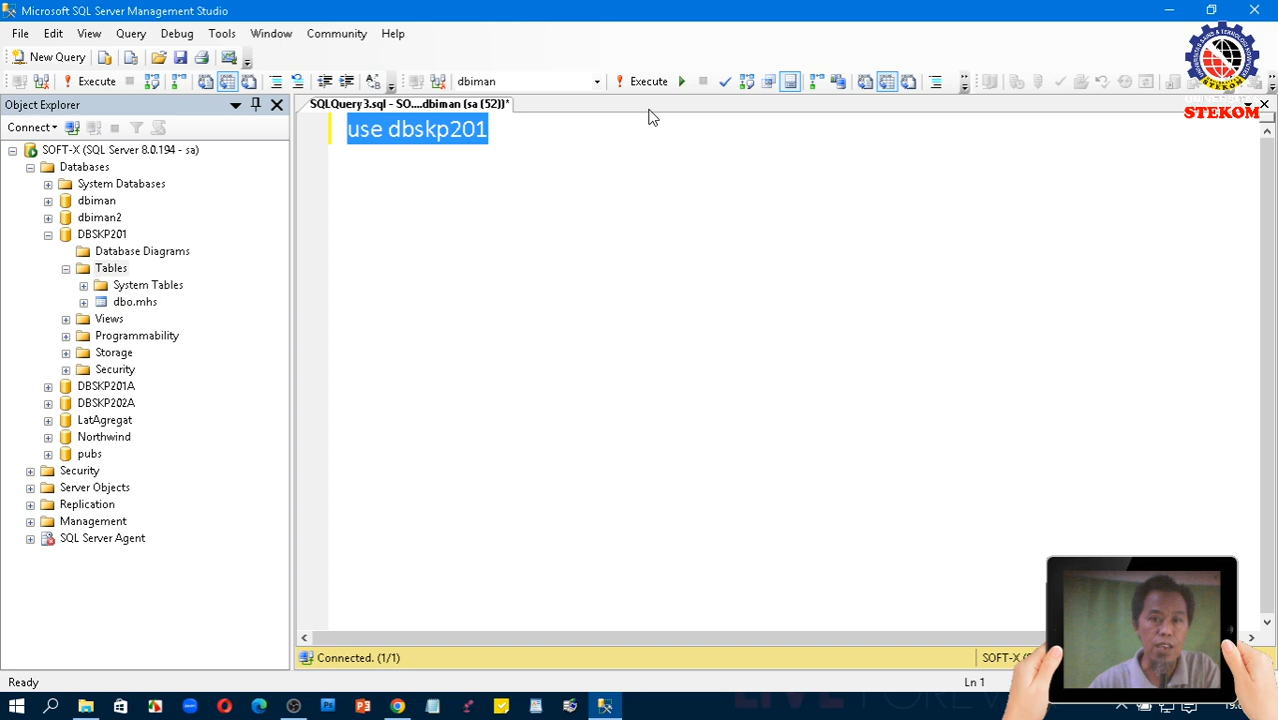 Microsoft SQL Server Management Studio
File Edit View Query Debug Tools Window Community Help
New Query
Execute dbiman Execute
STEKOM
Object Explorer
SQLQuery3.sql - SO....dbiman (sa (52))*
Connect
use dbskp201
SOFT-X (SQL Server 8.0.194 - sa)
Databases
System Databases
dbiman
dbiman2
DBSKP201
Database Diagrams
Tables
System Tables
dbo.mhs
Views
Programmability
Storage
Security
DBSKP201A
DBSKP202A
LatAgregat
Northwind
pubs
Security
Server Objects
Replication
Management
SQL Server Agent
Connected. (1/1)
Ready
Ln 1